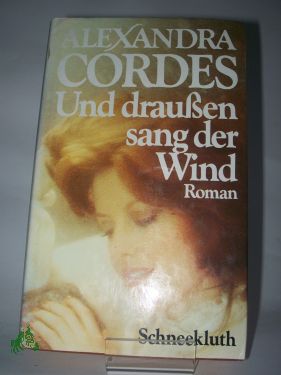 ALEXANDRA
CORDES
Und draußen
sang der
Wind
Roman
Schneekluth